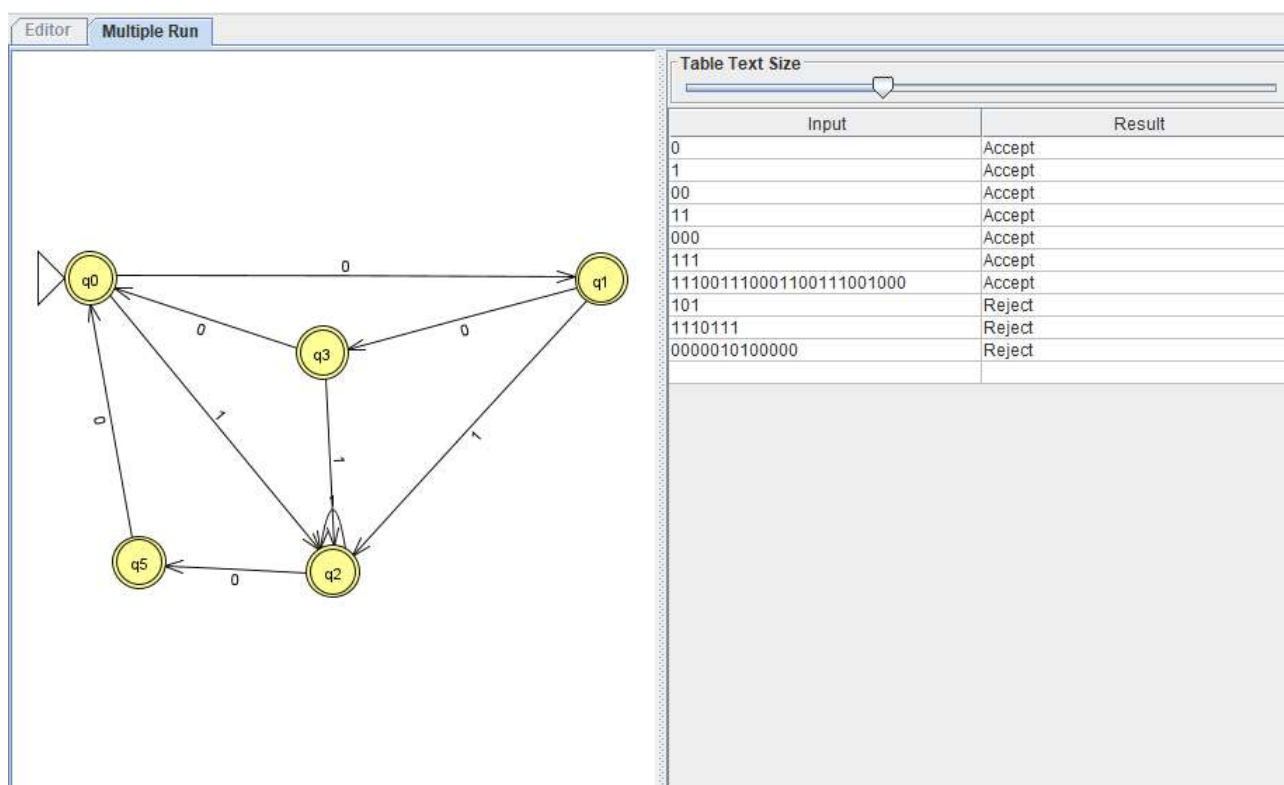 Editor
Multiple Run
Table Text Size
Input Result
0 Accept
1 Accept
00 Accept
11 Accept
000 Accept
111 Accept
111001110001100111001000 Accept
101 Reject
1110111 Reject
0000010100000 Reject
q0
0
q1
0
0
q3
1
1
1
0
1
q5
0
q2